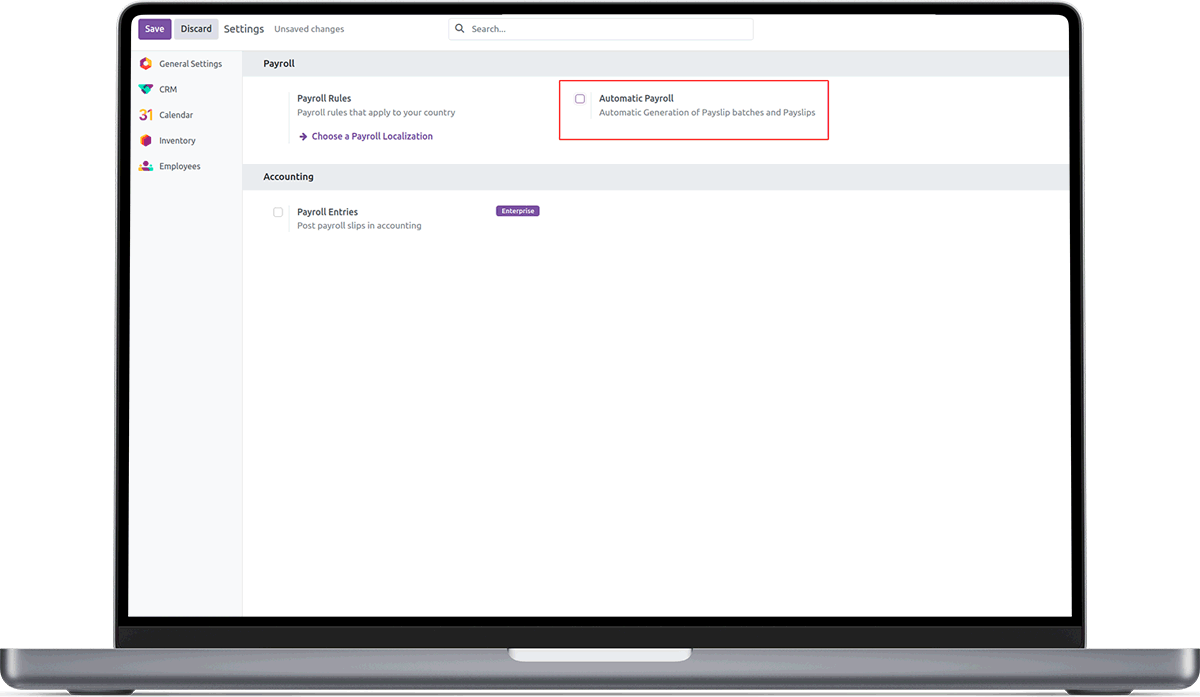 Save Discard Settings Unsaved changes Search...
General Settings
CRM
31 Calendar
Inventory
Employees
Payroll
Payroll Rules
Payroll rules that apply to your country
Choose a Payroll Localization
Automatic Payroll
Automatic Generation of Payslip batches and Payslips
Accounting
Payroll Entries Enterprise
Post payroll slips in accounting